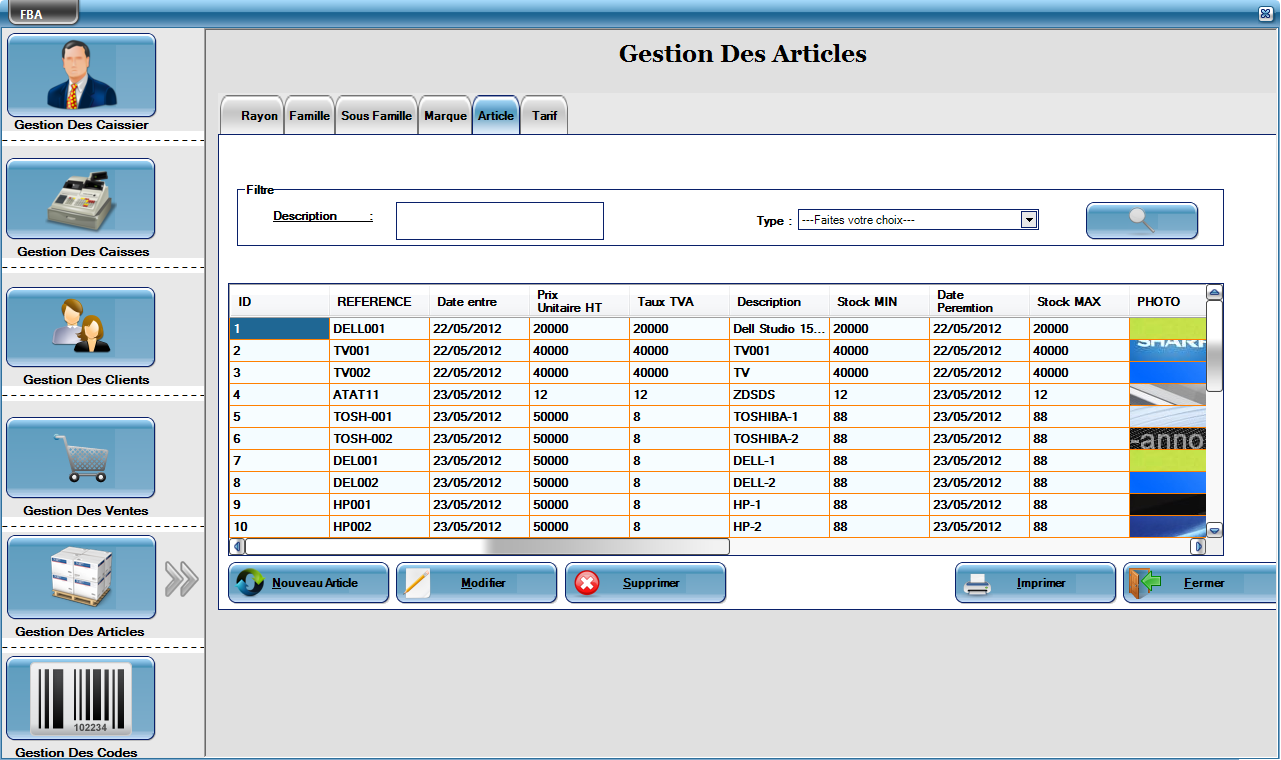 FBA
Gestion Des Caissier
Gestion Des Caisses
Gestion Des Clients
Gestion Des Ventes
Gestion Des Articles
102234
Gestion Des Codes
Gestion Des Articles
Rayon Famille Sous Famille Marque Article Tarif
Filtre
Description :
Type : ---Faites votre choix---
ID REFERENCE Date entre Prix Unitaire HT Taux TVA Description Stock MIN Date Peremtion Stock MAX PHOTO
1 DELL001 22/05/2012 20000 20000 Dell Studio 15... 20000 22/05/2012 20000
2 TV001 22/05/2012 40000 40000 TV001 40000 22/05/2012 40000 SHARP
3 TV002 22/05/2012 40000 40000 TV 40000 22/05/2012 40000
4 ATAT11 23/05/2012 12 12 ZDSDS 12 23/05/2012 12
5 TOSH-001 23/05/2012 50000 8 TOSHIBA-1 88 23/05/2012 88
6 TOSH-002 23/05/2012 50000 8 TOSHIBA-2 88 23/05/2012 88 -anno
7 DEL001 23/05/2012 50000 8 DELL-1 88 23/05/2012 88
8 DEL002 23/05/2012 50000 8 DELL-2 88 23/05/2012 88
9 HP001 23/05/2012 50000 8 HP-1 88 23/05/2012 88
10 HP002 23/05/2012 50000 8 HP-2 88 23/05/2012 88
Nouveau Article Modifier Supprimer Imprimer Fermer